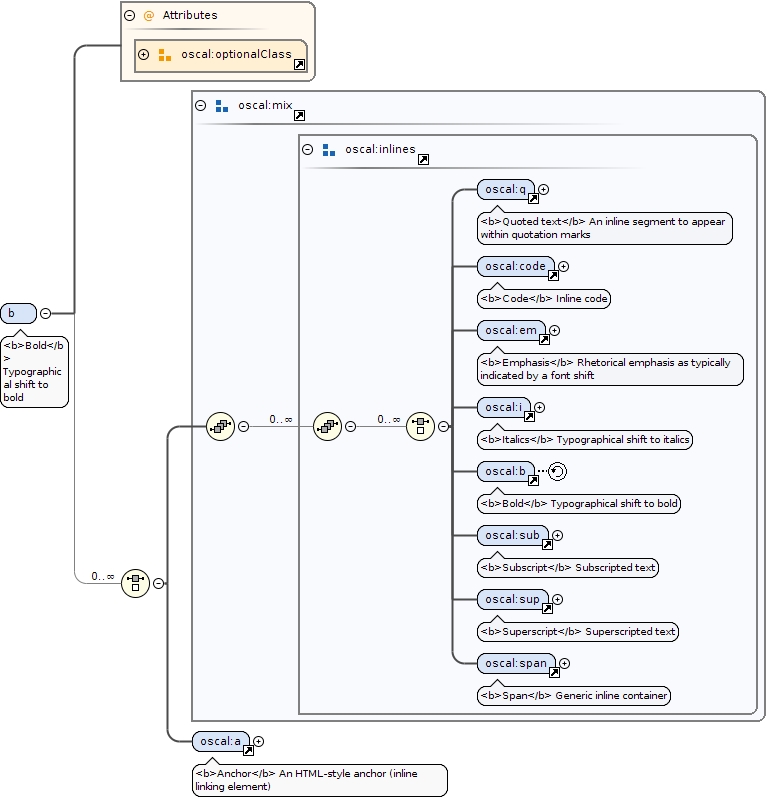 Attributes
oscal:optionalClass
oscal:mix
oscal:inlines
oscal:q
<b>Quoted text</b> An inline segment to appear
within quotation marks
oscal:code
<b>Code</b> Inline code
b
oscal:em
<b>Bold</b
>
Typographic
al shift to
bold
<b>Emphasis</b> Rhetorical emphasis as typically
indicated by a font shift
oscal:i
0..∞
0..∞
<b>Italics</b> Typographical shift to italics
oscal:b
<b>Bold</b> Typographical shift to bold
oscal:sub
<b>Subscript</b> Subscripted text
0..∞
oscal:sup
<b>Superscript</b> Superscripted text
oscal:span
<b>Span</b> Generic inline container
oscal:a
<b>Anchor</b> An HTML-style anchor (inline
linking element)